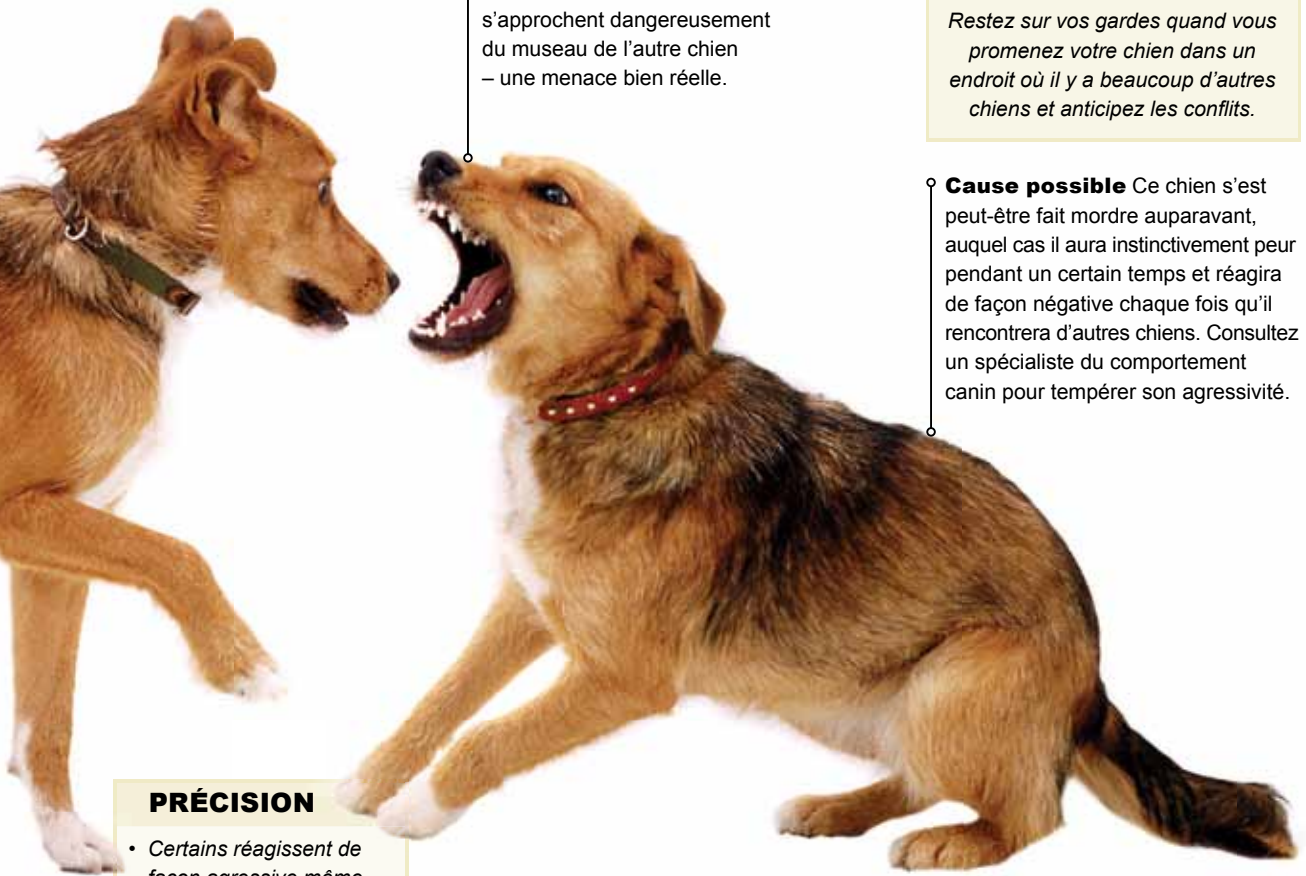 s’approchent dangereusement
du museau de l’autre chien
– une menace bien réelle.
Restez sur vos gardes quand vous
promenez votre chien dans un
endroit où il y a beaucoup d’autres
chiens et anticipez les conflits.
Cause possible Ce chien s’est
peut-être fait mordre auparavant,
auquel cas il aura instinctivement peur
pendant un certain temps et réagira
de façon négative chaque fois qu’il
rencontrera d’autres chiens. Consultez
un spécialiste du comportement
canin pour tempérer son agressivité.
PRÉCISION
• Certains réagissent de
façon agressive même